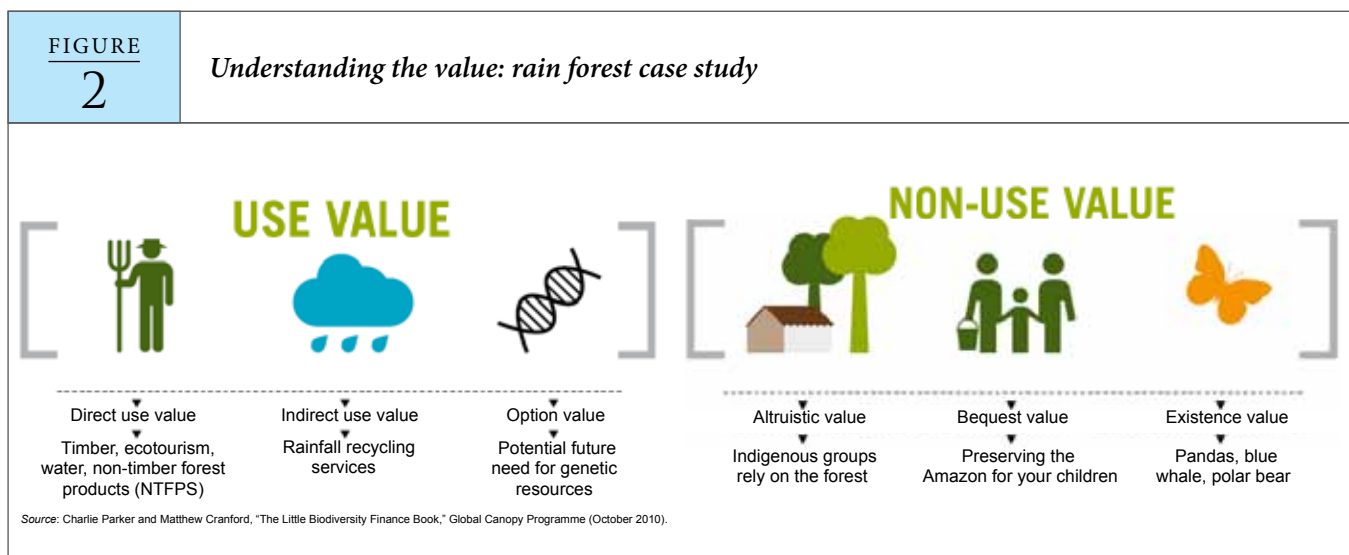 FIGURE
2
Understanding the value: rain forest case study
USE VALUE
Direct use value
Timber, ecotourism,
water, non-timber forest
products (NTFPS)
Indirect use value
Rainfall recycling
services
Option value
Potential future
need for genetic
resources
NON-USE VALUE
Altruistic value
Indigenous groups
rely on the forest
Bequest value
Preserving the
Amazon for your children
Existence value
Pandas, blue
whale, polar bear
Source: Charlie Parker and Matthew Cranford, "The Little Biodiversity Finance Book," Global Canopy Programme (October 2010).